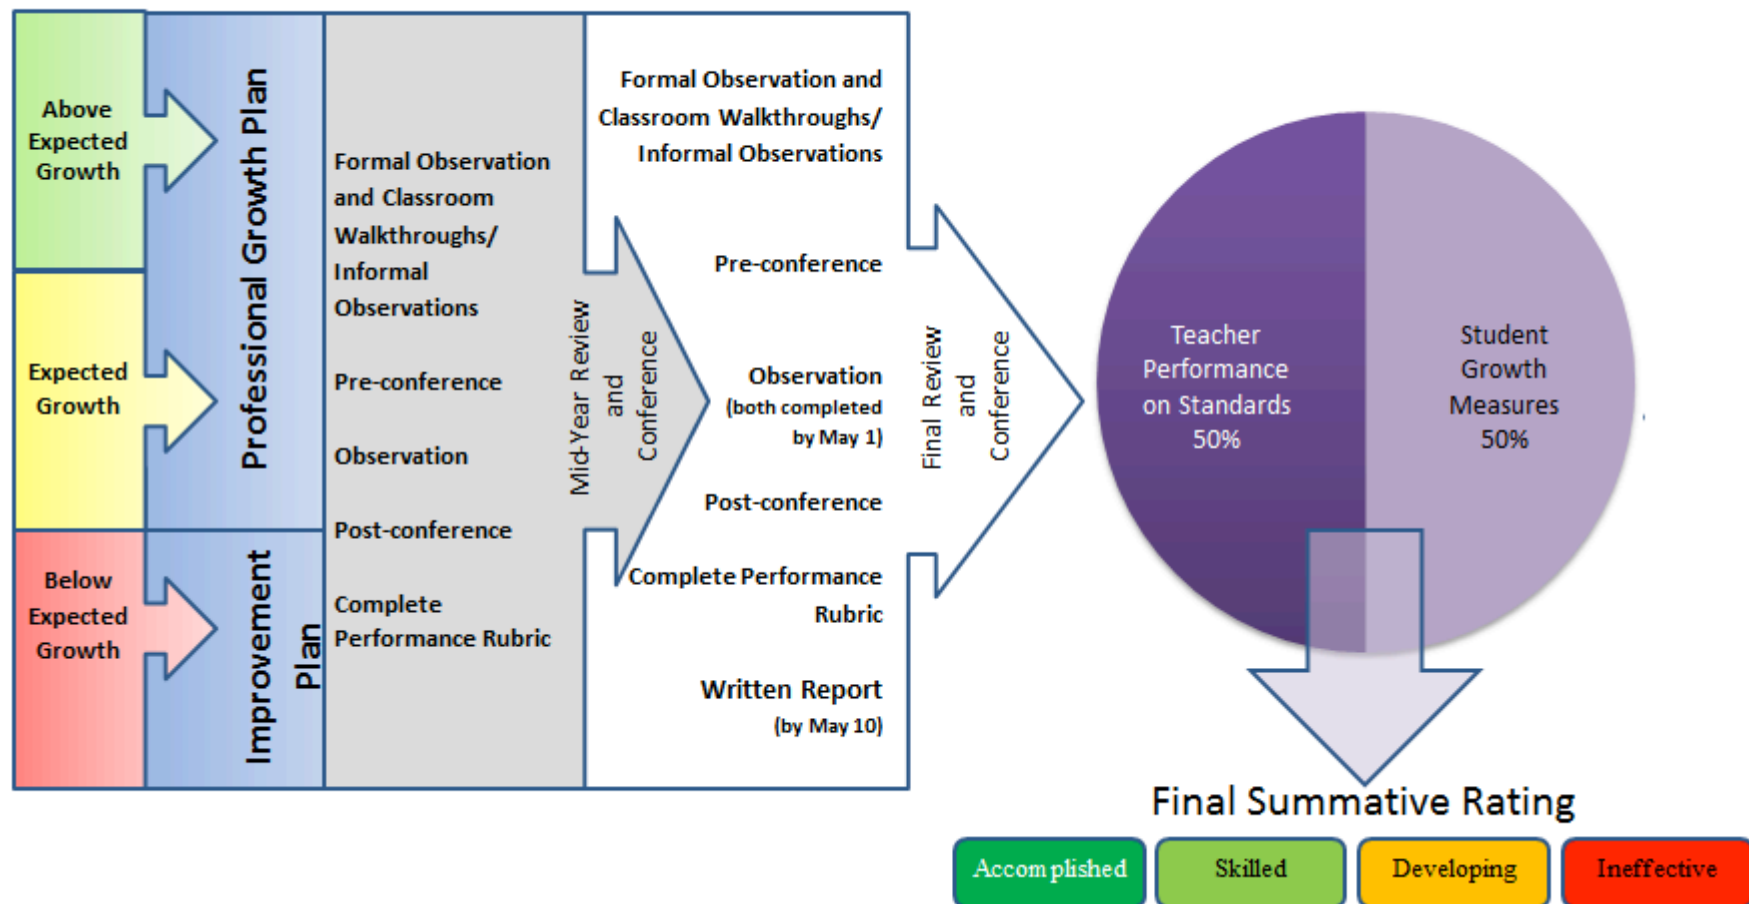 Above
Expected
Growth
Expected
Growth
Below
Expected
Growth
Professional Growth Plan
Improvement
Plan
Formal Observation
and Classroom
Walkthroughs/
Informal
Observations
Pre-conference
Observation
Post-conference
Complete
Performance Rubric
Mid-Year Review
and
Conference
Formal Observation and
Classroom Walkthroughs/
Informal Observations
Pre-conference
Observation
(both completed
by May 1)
Post-conference
Complete Performance
Rubric
Written Report
(by May 10)
Final Review
and
Conference
Teacher
Performance
on Standards
50%
Student
Growth
Measures
50%
Final Summative Rating
Accomplished
Skilled
Developing
Ineffective